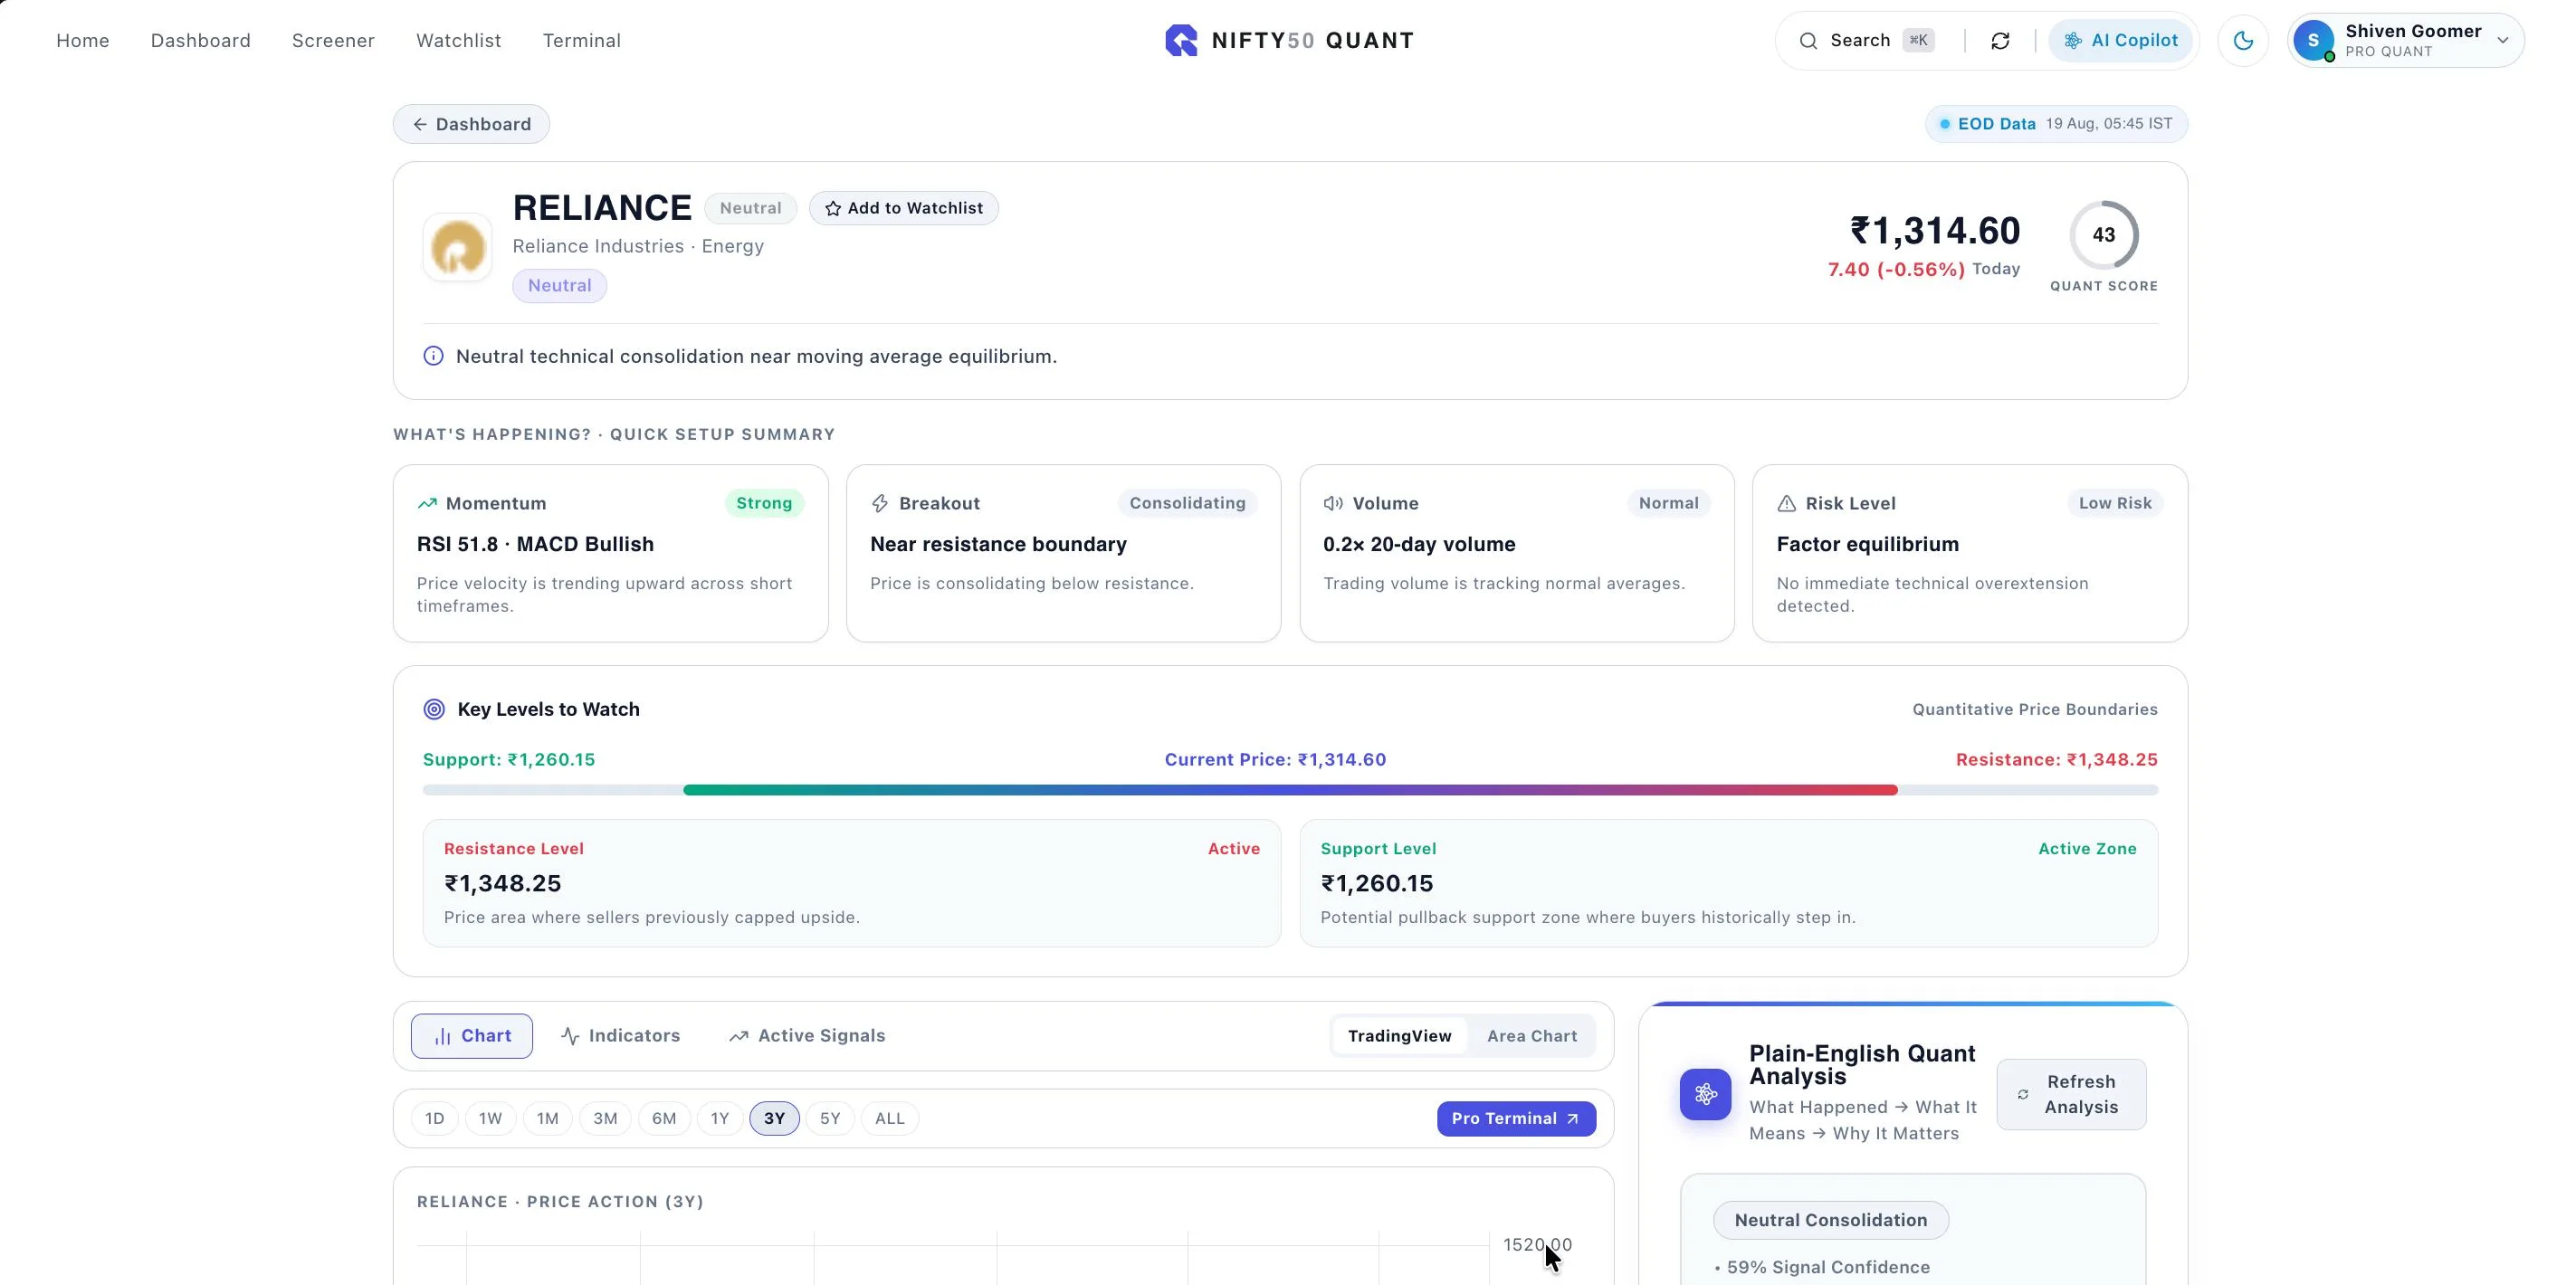 Home Dashboard Screener Watchlist Terminal
NIFTY50 QUANT
Search ⌘K
AI Copilot
S
Shiven Goomer
PRO QUANT
← Dashboard
EOD Data 19 Aug, 05:45 IST
RELIANCE Neutral Add to Watchlist
Reliance Industries · Energy
Neutral
₹1,314.60
7.40 (-0.56%) Today
43
QUANT SCORE
Neutral technical consolidation near moving average equilibrium.
WHAT'S HAPPENING? · QUICK SETUP SUMMARY
Momentum Strong
RSI 51.8 · MACD Bullish
Price velocity is trending upward across short
timeframes.
Breakout Consolidating
Near resistance boundary
Price is consolidating below resistance.
Volume Normal
0.2× 20-day volume
Trading volume is tracking normal averages.
Risk Level Low Risk
Factor equilibrium
No immediate technical overextension
detected.
Key Levels to Watch Quantitative Price Boundaries
Support: ₹1,260.15 Current Price: ₹1,314.60 Resistance: ₹1,348.25
Resistance Level Active
₹1,348.25
Price area where sellers previously capped upside.
Support Level Active Zone
₹1,260.15
Potential pullback support zone where buyers historically step in.
Chart Indicators Active Signals TradingView Area Chart
1D 1W 1M 3M 6M 1Y 3Y 5Y ALL Pro Terminal
RELIANCE · PRICE ACTION (3Y)
1520.00
Plain-English Quant
Analysis
What Happened → What It
Means → Why It Matters
Refresh
Analysis
Neutral Consolidation
• 59% Signal Confidence